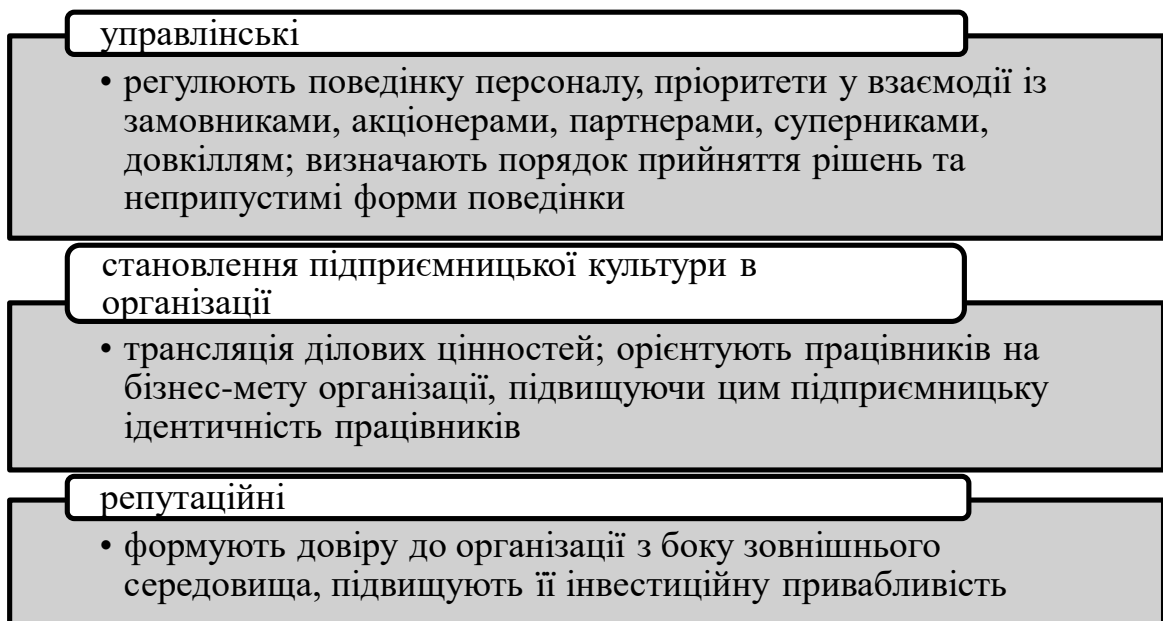 управлінські
• регулюють поведінку персоналу, пріоритети у взаємодії із
замовниками, акціонерами, партнерами, суперниками,
довкіллям; визначають порядок прийняття рішень та
неприпустимі форми поведінки
становлення підприємницької культури в
організації
• трансляція ділових цінностей; орієнтують працівників на
бізнес-мету організації, підвищуючи цим підприємницьку
ідентичність працівників
репутаційні
• формують довіру до організації з боку зовнішнього
середовища, підвищують її інвестиційну привабливість